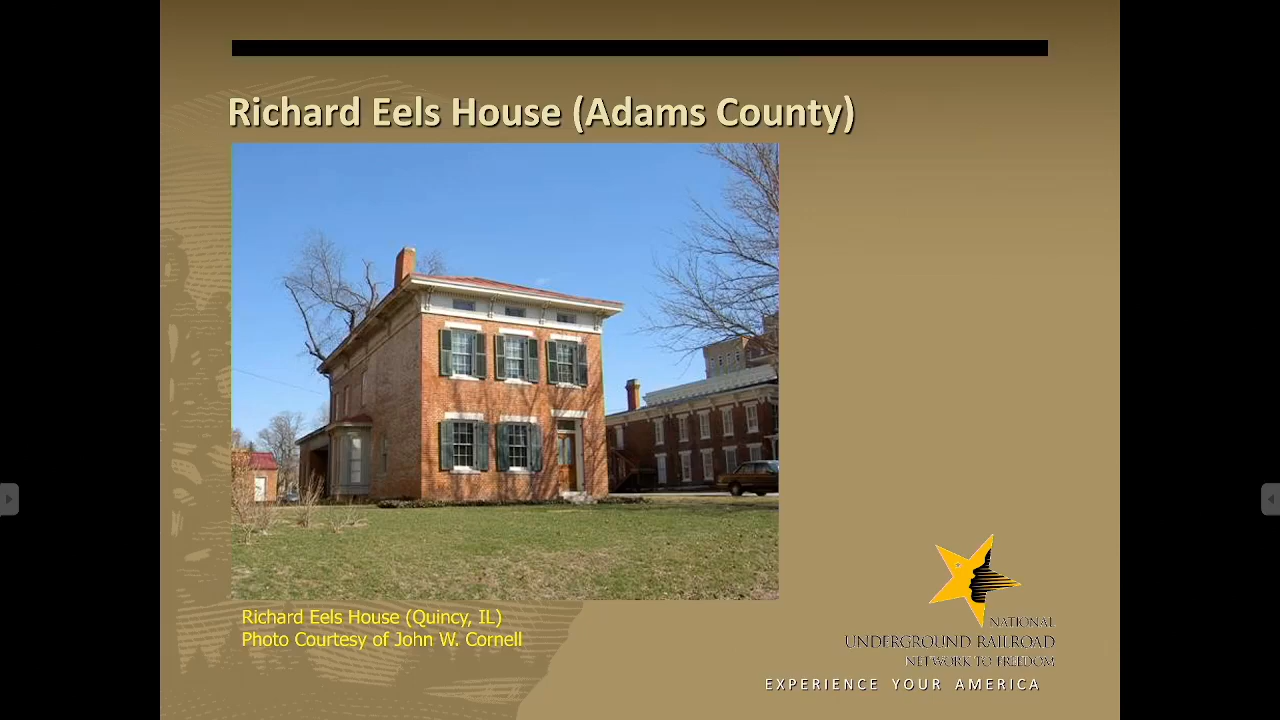 Richard Eels House (Adams County)
Richard Eels House (Quincy, IL)
Photo Courtesy of John W. Cornell
NATIONAL
UNDERGROUND RAILROAD
NETWORK TO FREEDOM
EXPERIENCE YOUR AMERICA